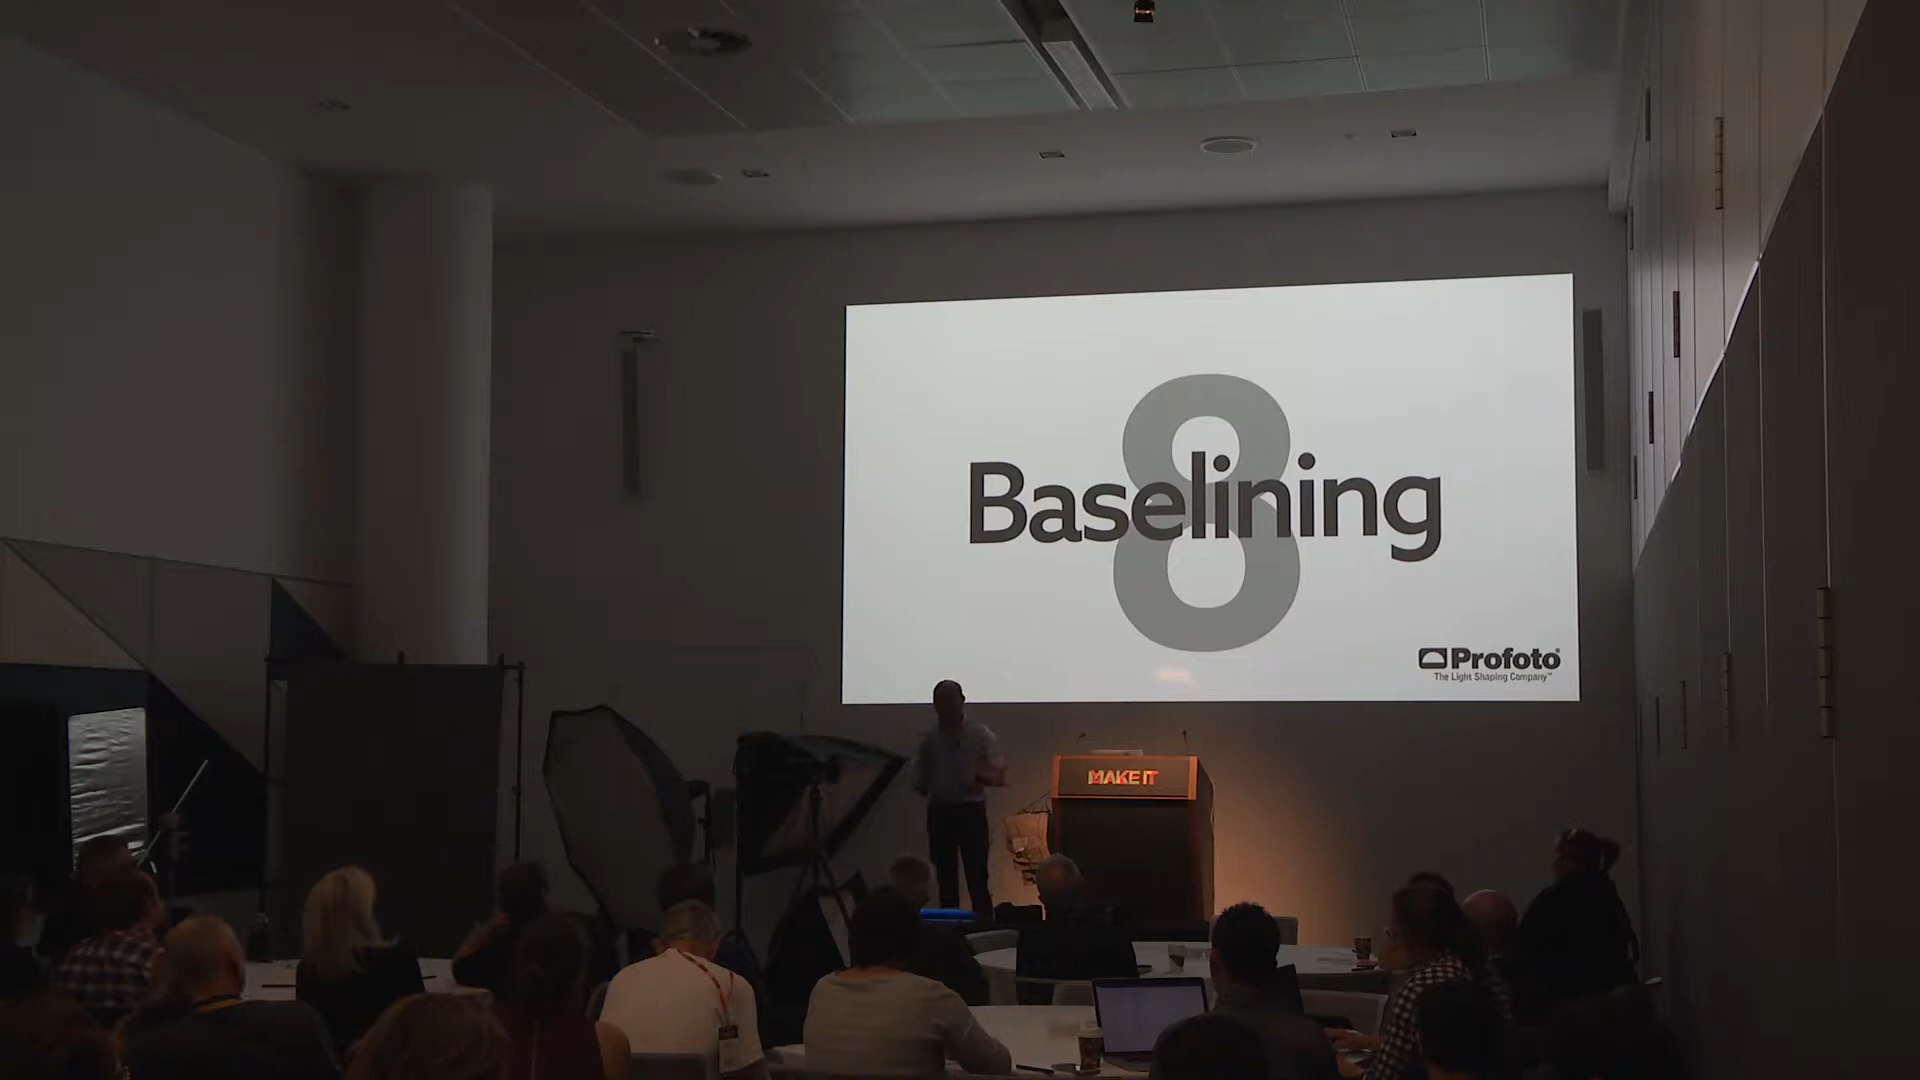 8
Baselining
Profoto®
The Light Shaping Company™
MAKE IT